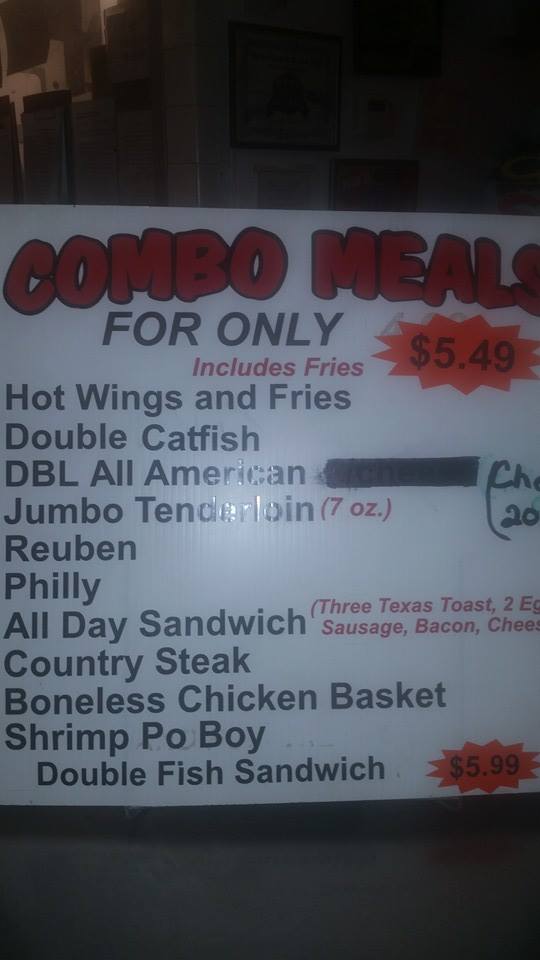 COMBO MEALS
FOR ONLY $5.49
Includes Fries
Hot Wings and Fries
Double Catfish
DBL All American
Jumbo Tenderloin (7 oz.)
20
Reuben
Philly
All Day Sandwich (Three Texas Toast, 2
Sausage, Bacon,
Country Steak
Boneless Chicken Basket
Shrimp Po Boy
Double Fish Sandwich $5.99